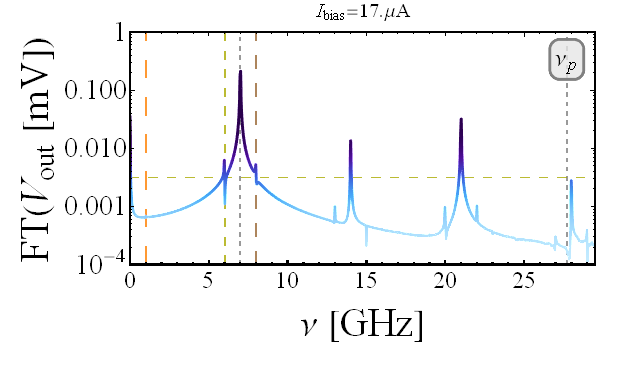 I_bias=17.μA
FT(V_out [mV])
1
0.100
0.010
0.001
10⁻⁴
ν_p
0 5 10 15 20 25
ν [GHz]